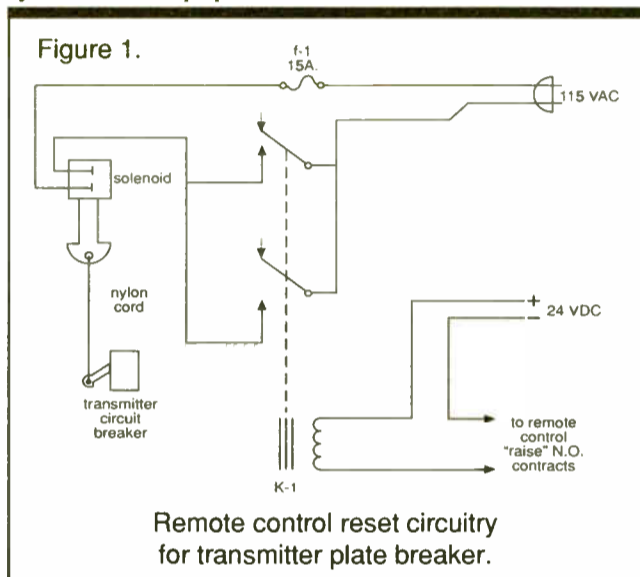 Figure 1.
f-1
15A.
115 VAC
solenoid
nylon
cord
+
24 VDC
−
transmitter
circuit
breaker
to remote
control
"raise" N.O.
contracts
K-1
Remote control reset circuitry
for transmitter plate breaker.